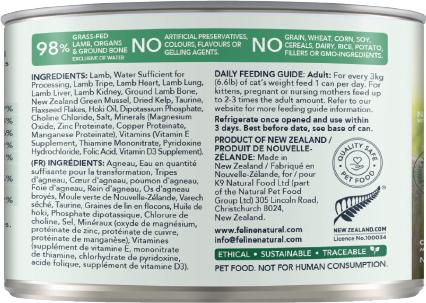 98% GRASS-FED
LAMB, ORGANS
& GROUND BONE
EXCLUSIVE OF WATER
NO ARTIFICIAL PRESERVATIVES,
COLOURS, FLAVOURS OR
GELLING AGENTS.
NO GRAIN, WHEAT, CORN, SOY,
CEREALS, DAIRY, RICE, POTATO,
FILLERS OR GMO-INGREDIENTS.
INGREDIENTS: Lamb, Water Sufficient for
Processing, Lamb Tripe, Lamb Heart, Lamb Lung,
Lamb Liver, Lamb Kidney, Ground Lamb Bone,
New Zealand Green Mussel, Dried Kelp, Taurine,
Flaxseed Flakes, Hoki Oil, Dipotassium Phosphate,
Choline Chloride, Salt, Minerals (Magnesium
Oxide, Zinc Proteinate, Copper Proteinate,
Manganese Proteinate), Vitamins (Vitamin E
Supplement, Thiamine Mononitrate, Pyridoxine
Hydrochloride, Folic Acid, Vitamin D3 Supplement).
(FR) INGRÉDIENTS: Agneau, Eau en quantité
suffisante pour la transformation, Tripes
d'agneau, Cœur d'agneau, poumon d'agneau,
Foie d'agneau, Rein d'agneau, Os d'agneau
broyés, Moule verte de Nouvelle-Zélande, Varech
séché, Taurine, Graines de lin en flocons, Huile de
hoki, Phosphate dipotassique, Chlorure de
choline, Sel, Minéraux (oxyde de magnésium,
protéinate de zinc, protéinate de cuivre,
protéinate de manganèse), Vitamines
(supplément de vitamine E, mononitrate
de thiamine, chlorhydrate de pyridoxine,
acide folique, supplément de vitamine D3).
DAILY FEEDING GUIDE: Adult: For every 3kg
(6.6lb) of cat's weight feed 1 can per day. For
kittens, pregnant or nursing mothers feed up
to 2-3 times the adult amount. Refer to our
website for more feeding guide information.
Refrigerate once opened and use within
3 days. Best before date, see base of can.
PRODUCT OF NEW ZEALAND /
PRODUIT DE NOUVELLE-
ZÉLANDE: Made in
New Zealand / Fabriqué en
Nouvelle-Zélande, for / pour
K9 Natural Food Ltd (part
of the Natural Pet Food
Group Ltd) 305 Lincoln Road,
Christchurch 8024,
New Zealand.
www.felinenatural.com
info@felinenatural.com
QUALITY SAFE
PET FOOD
NEW ZEALAND.COM
Licence No.100034
ETHICAL • SUSTAINABLE • TRACEABLE
PET FOOD. NOT FOR HUMAN CONSUMPTION.